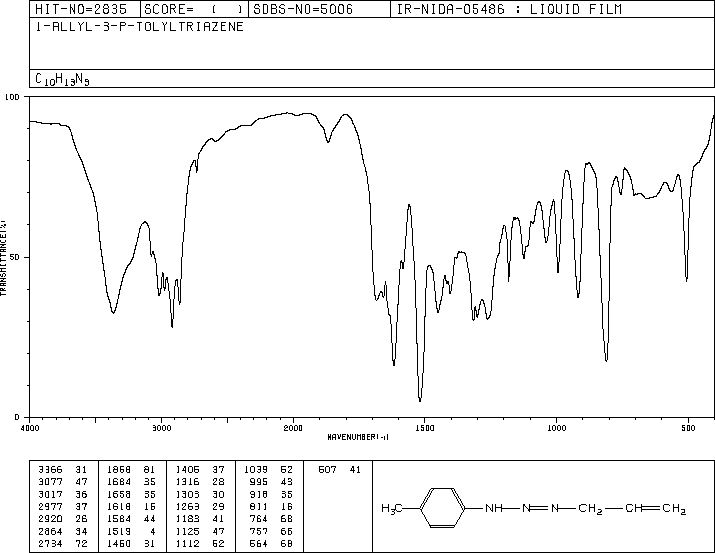 HIT-NO=2835 SCORE= ( ) SDBS-NO=5006 IR-NIDA-05486 : LIQUID FILM
1-ALLYL-3-P-TOLYLTRIAZENE
C10H13N3
100
50
0
TRANSMITTANCE(%)
4000 3000 2000 1500 1000 500
WAVENUMBER(-1)
3366 31 1868 81 1406 37 1039 52 507 41
3077 47 1684 35 1316 28 995 43
3017 36 1658 35 1303 30 918 35
2977 37 1618 16 1263 29 811 16
2920 26 1584 44 1183 41 764 68
2864 34 1519 4 1125 47 757 66
2734 72 1450 31 1112 52 564 68
H3C NH N N CH2 CH CH2